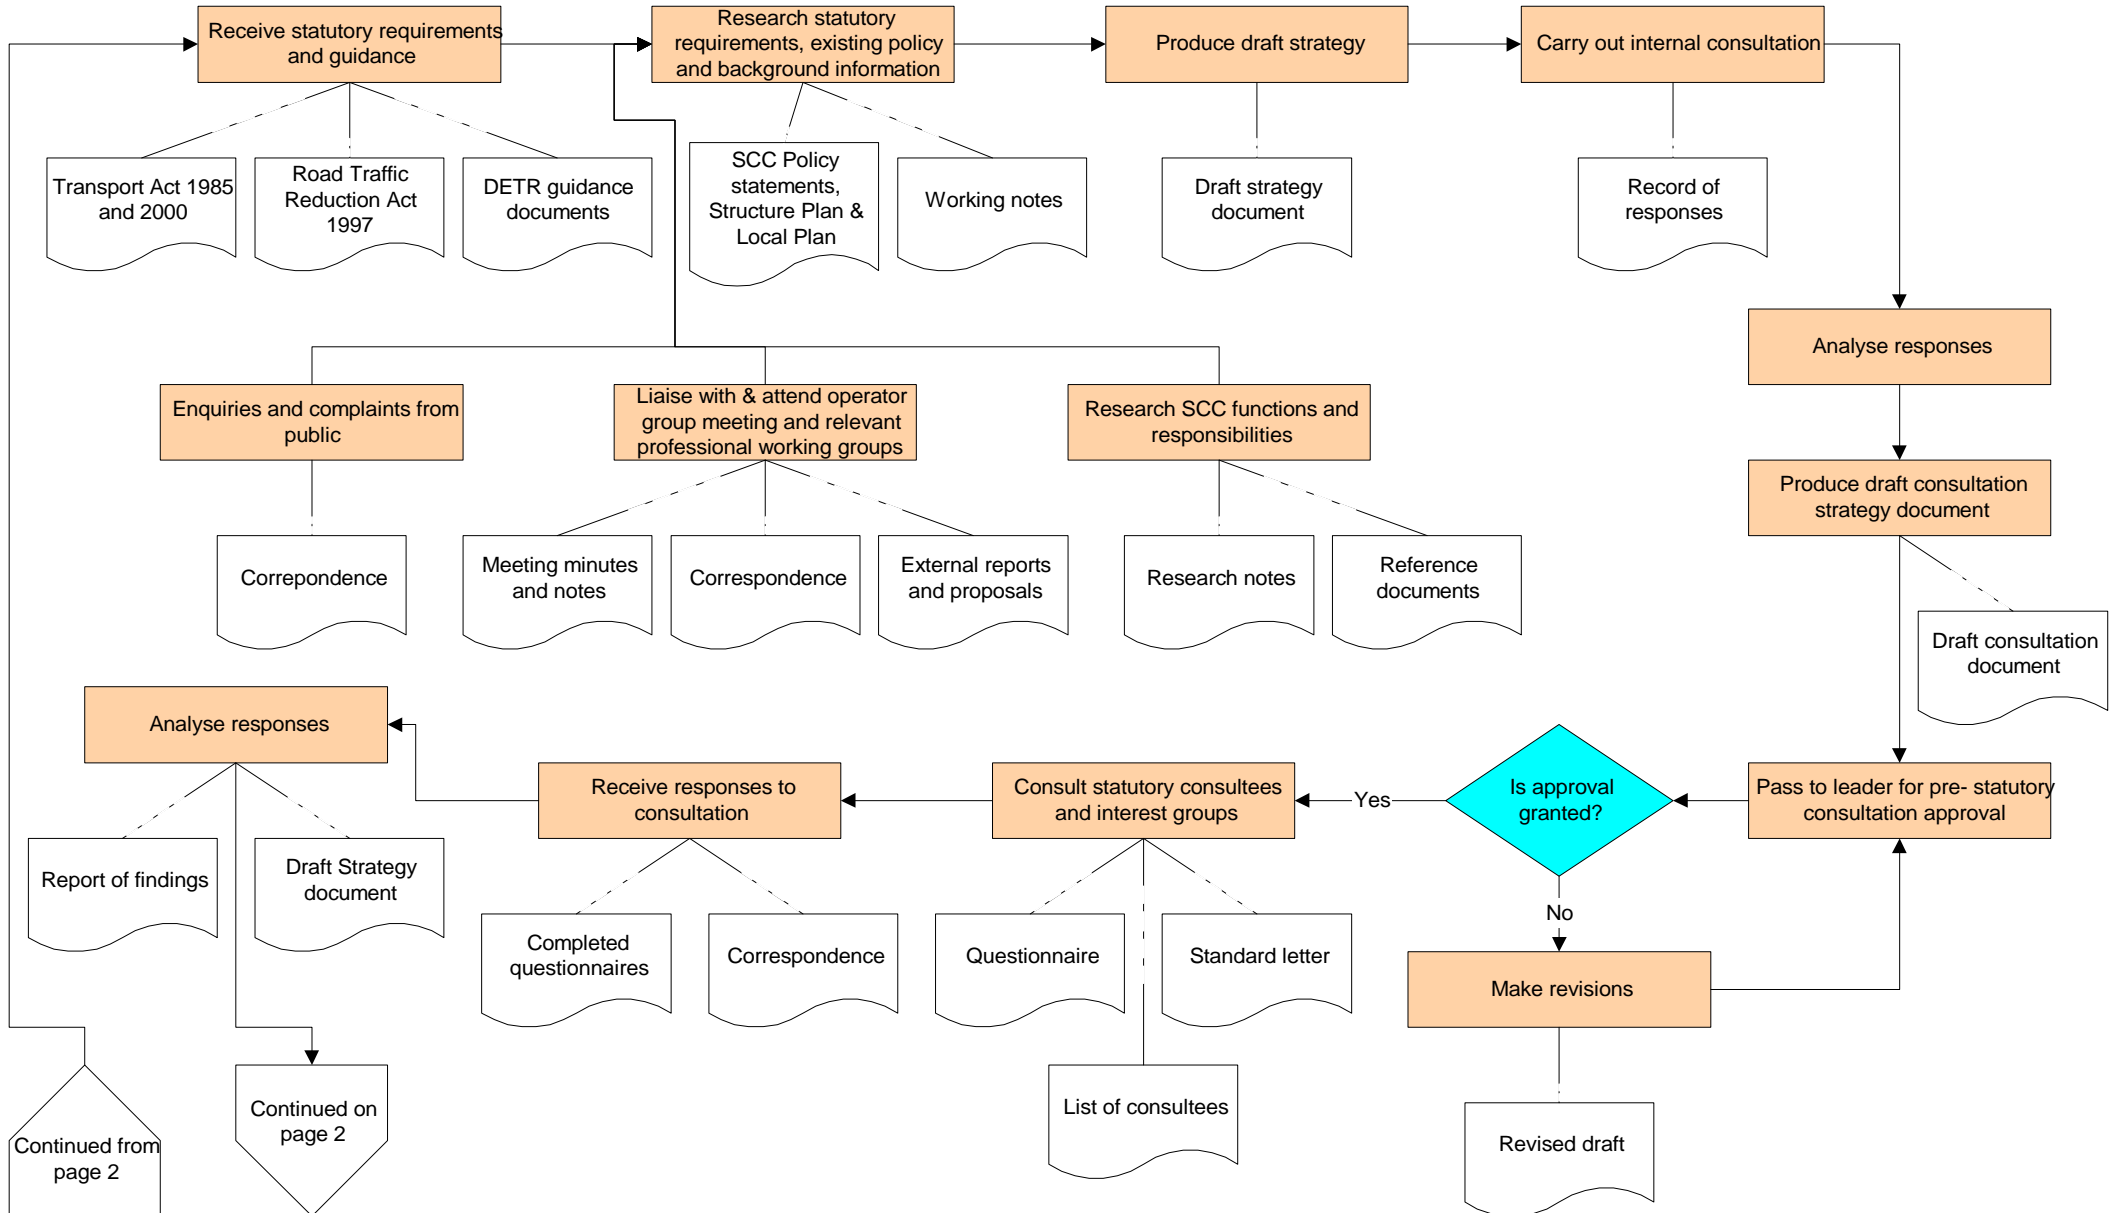 Receive statutory requirements
and guidance
Research statutory
requirements, existing policy
and background information
Produce draft strategy
Carry out internal consultation
Transport Act 1985
and 2000
Road Traffic
Reduction Act
1997
DETR guidance
documents
SCC Policy
statements,
Structure Plan &
Local Plan
Working notes
Draft strategy
document
Record of
responses
Analyse responses
Enquiries and complaints from
public
Liaise with & attend operator
group meeting and relevant
professional working groups
Research SCC functions and
responsibilities
Produce draft consultation
strategy document
Correpondence
Meeting minutes
and notes
Correspondence
External reports
and proposals
Research notes
Reference
documents
Draft consultation
document
Analyse responses
Receive responses to
consultation
Consult statutory consultees
and interest groups
Yes
Is approval
granted?
Pass to leader for pre- statutory
consultation approval
Report of findings
Draft Strategy
document
Completed
questionnaires
Correspondence
Questionnaire
Standard letter
No
Make revisions
Continued from
page 2
Continued on
page 2
List of consultees
Revised draft